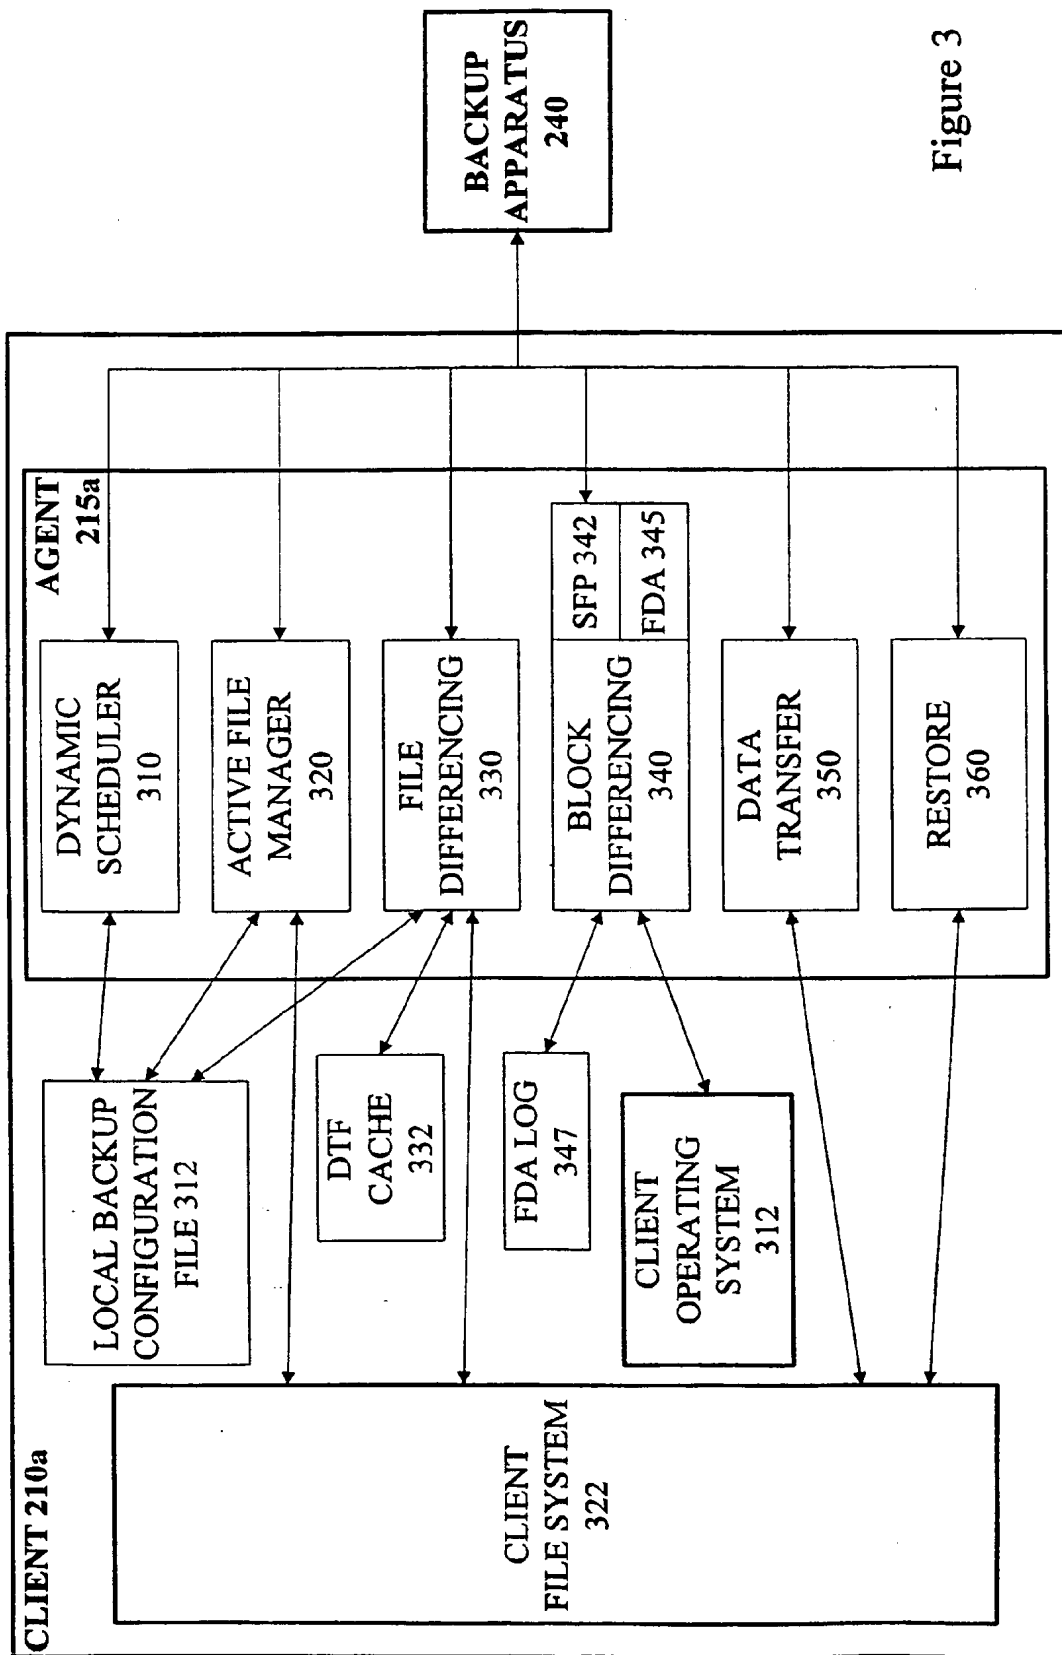 CLIENT 210a
CLIENT
FILE SYSTEM
322
LOCAL BACKUP
CONFIGURATION
FILE 312
DTF
CACHE
332
FDA LOG
347
CLIENT
OPERATING
SYSTEM
312
AGENT
215a
DYNAMIC
SCHEDULER
310
ACTIVE FILE
MANAGER
320
FILE
DIFFERENCING
330
BLOCK
DIFFERENCING
340
SFP 342
FDA 345
DATA
TRANSFER
350
RESTORE
360
BACKUP
APPARATUS
240
Figure 3